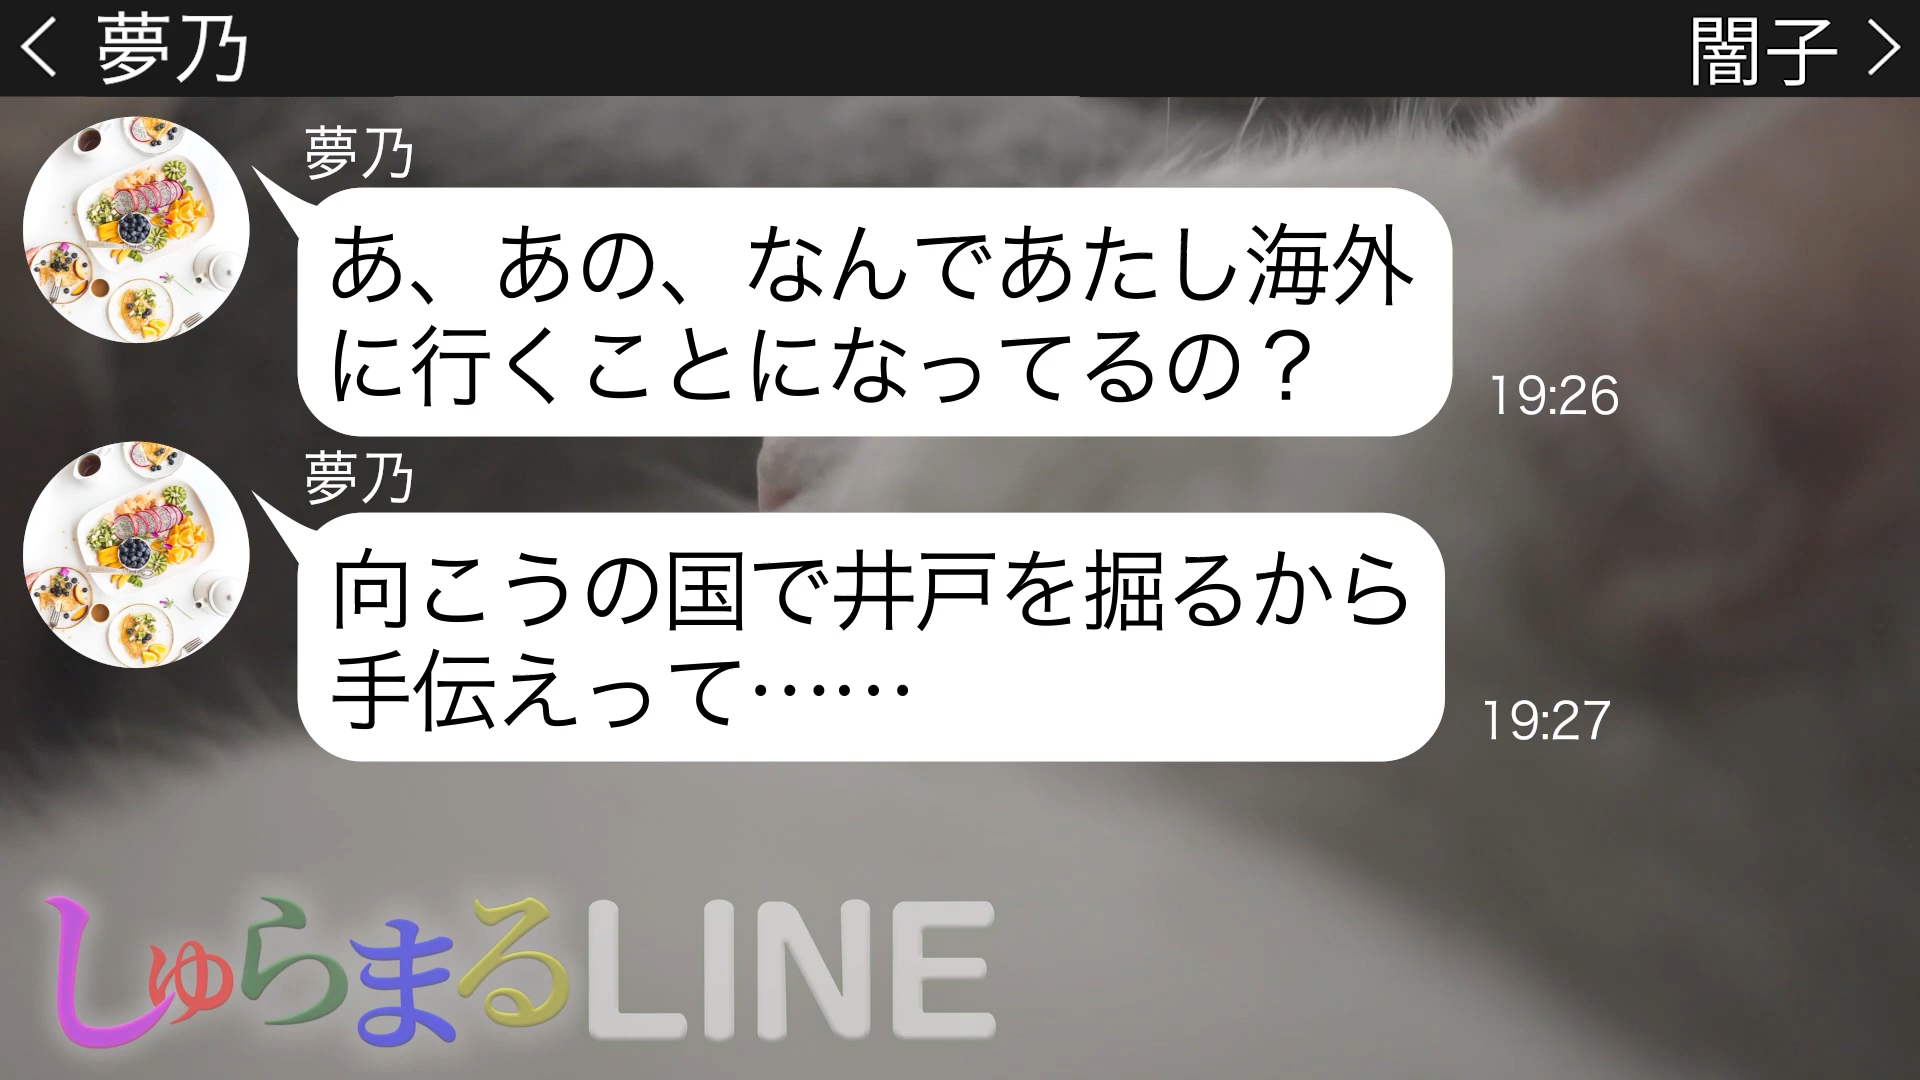 夢乃
闇子
夢乃
あ、あの、なんであたし海外
に行くことになってるの？
19:26
夢乃
向こうの国で井戸を掘るから
手伝えって……
19:27
しゅらまるLINE